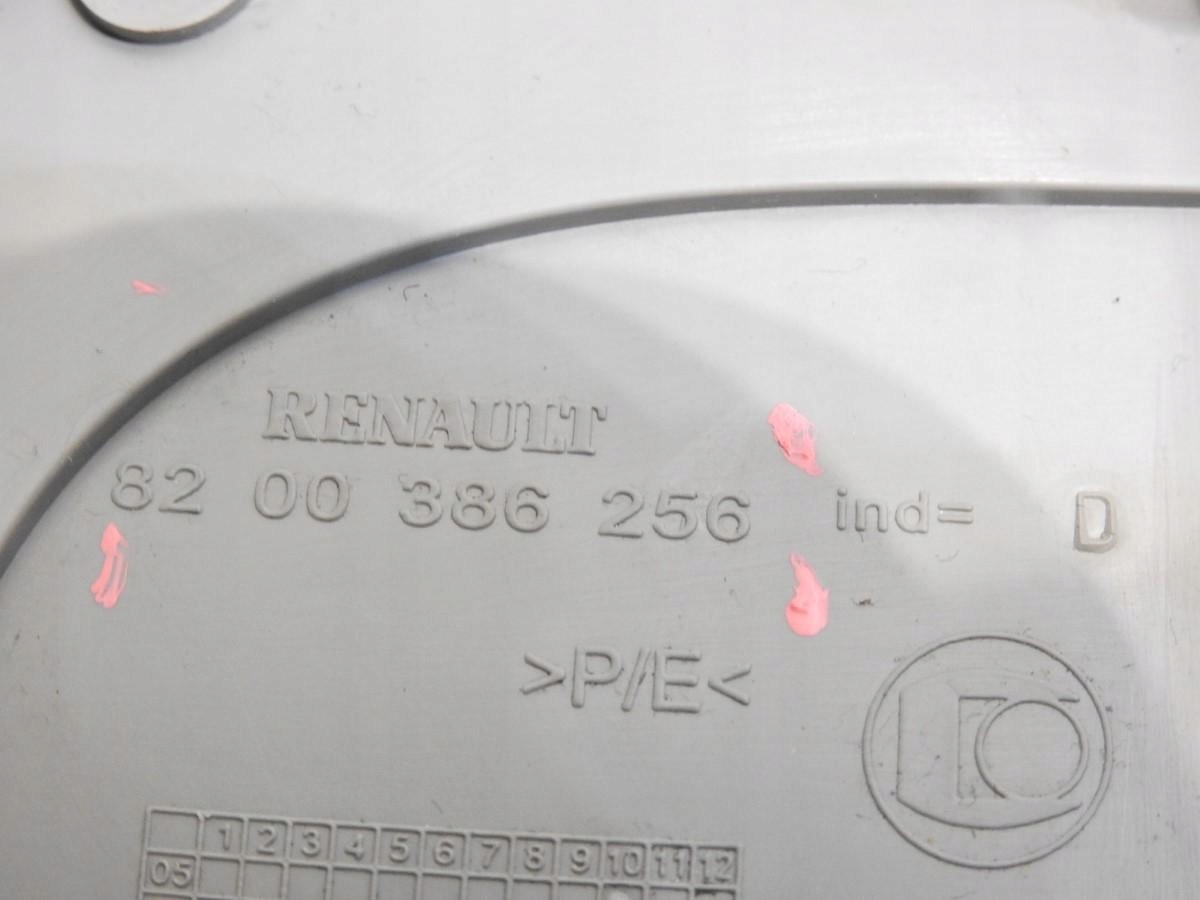 RENAULT
82 00 386 256 ind= D
>P/E<
1 2 3 4 5 6 7 8 9 10 11 12
05